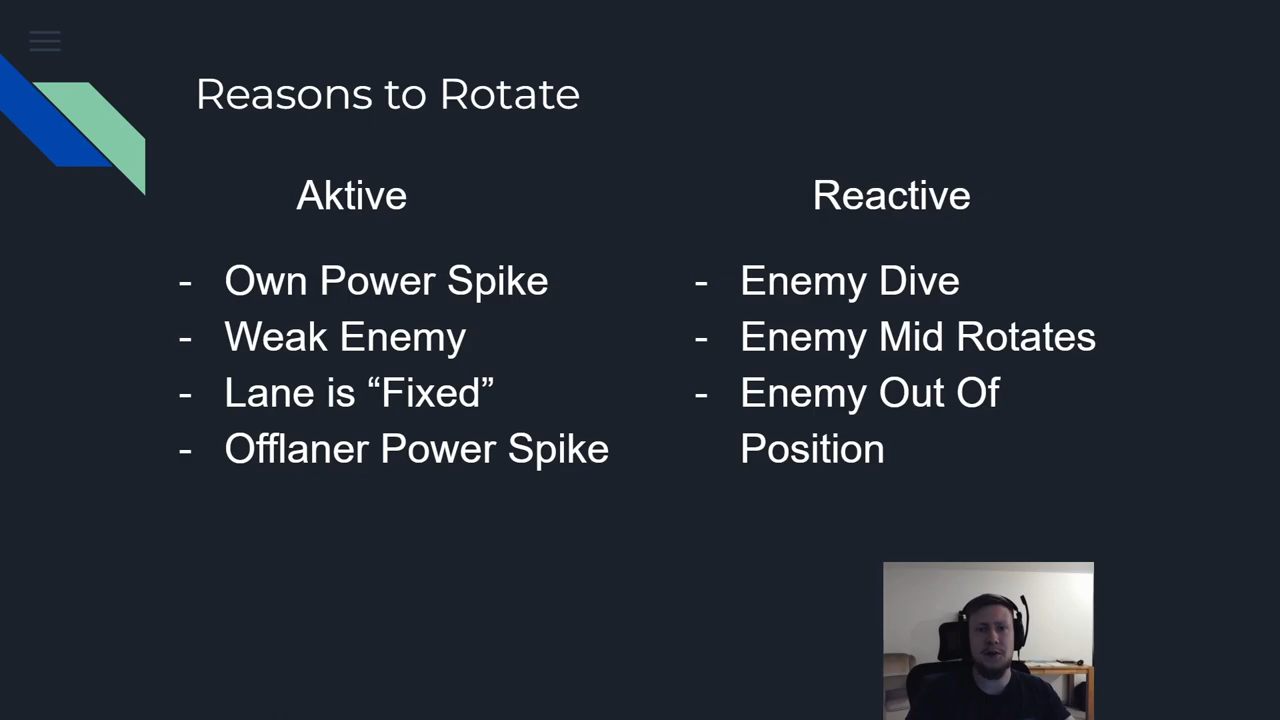 Reasons to Rotate
Aktive
- Own Power Spike
- Weak Enemy
- Lane is “Fixed”
- Offlaner Power Spike
Reactive
- Enemy Dive
- Enemy Mid Rotates
- Enemy Out Of
Position